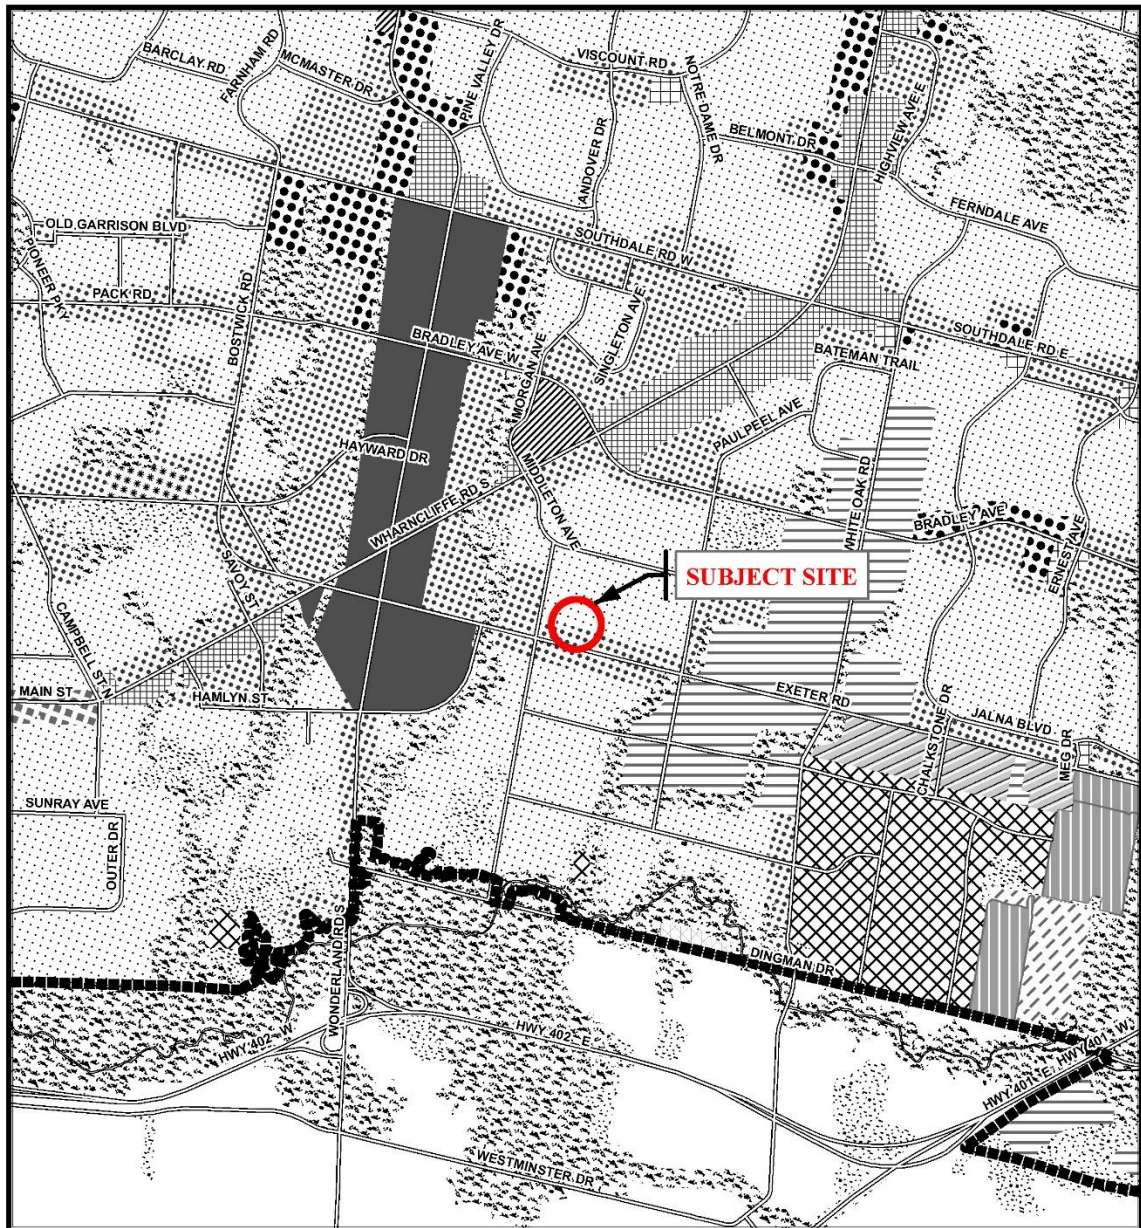 BARCLAY RD
FARNHAM RD
MCMASTER DR
PINE VALLEY DR
VISCOUNT RD
NOTRE DAME DR
ANDOVER DR
BELMONT DR
HIGHVIEW AVE E
FERNDALE AVE
OLD GARRISON BLVD
PIONEER PKY
PACK RD
BOSTWICK RD
SOUTHDALE RD W
BRADLEY AVE W
MORGAN AVE
SINGLETON AVE
SOUTHDALE RD E
BATEMAN TRAIL
PAULPEEL AVE
HAYWARD DR
WHARNCLIFFE RD S
MIDDLETON AVE
WHITE OAK RD
BRADLEY AVE
ERNEST AVE
SUBJECT SITE
SAVOY ST
CAMPBELL ST N
MAIN ST
HAMLYN ST
EXETER RD
CHALKSTONE DR
JALNA BLVD
MEG DR
SUNRAY AVE
OUTER DR
WONDERLAND RD S
DINGMAN DR
HWY 402 W
HWY 402 E
HWY 401 E
HWY 401 W
WESTMINSTER DR